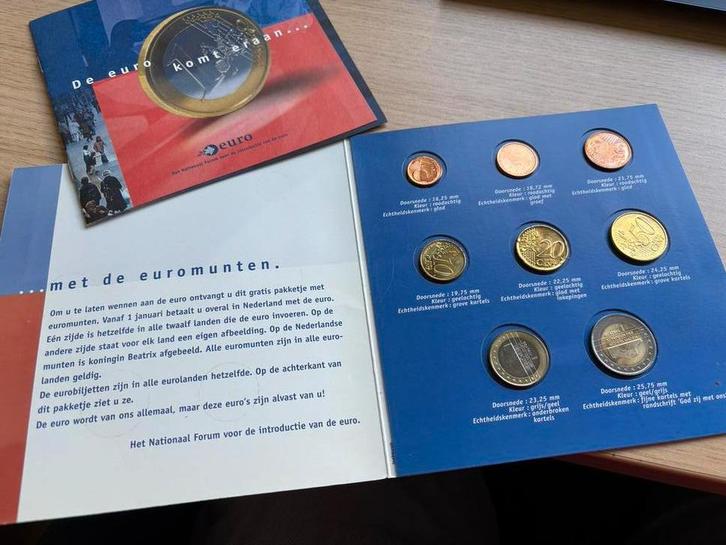 De euro komt eraan...
euro
Een Nationaal Forum voor de introductie van de euro
...met de euromunten.
Om u te laten wennen aan de euro ontvangt u dit gratis pakketje met
euromunten. Vanaf 1 januari betaalt u overal in Nederland met de euro.
Eén zijde is hetzelfde in alle twaalf landen die de euro invoeren. Op de
andere zijde staat voor elk land een eigen afbeelding. Op de Nederlandse
munten is koningin Beatrix afgebeeld. Alle euromunten zijn in alle euro-
landen geldig.
De eurobiljetten zijn in alle eurolanden hetzelfde. Op de achterkant van
dit pakketje ziet u ze.
De euro wordt van ons allemaal, maar deze euro's zijn alvast van u!
Het Nationaal Forum voor de introductie van de euro.
Doorsnede : 16,25 mm
Kleur : roodachtig
Echtheidskenmerk : glad
Doorsnede : 18,72 mm
Kleur : roodachtig
Echtheidskenmerk : glad met
groef
Doorsnede : 21,75 mm
Kleur : roodachtig
Echtheidskenmerk : glad
10
Doorsnede : 19,75 mm
Kleur : geelachtig
Echtheidskenmerk : grove kartels
20
Doorsnede : 22,25 mm
Kleur : geelachtig
Echtheidskenmerk : glad met
inkepingen
50
Doorsnede : 24,25 mm
Kleur : geelachtig
Echtheidskenmerk : grove kartels
Doorsnede : 23,25 mm
Kleur : grijs/geel
Echtheidskenmerk : onderbroken
kartels
Doorsnede : 25,75 mm
Kleur : geel/grijs
Echtheidskenmerk : fijne kartels met
randschrift 'God zij met ons'